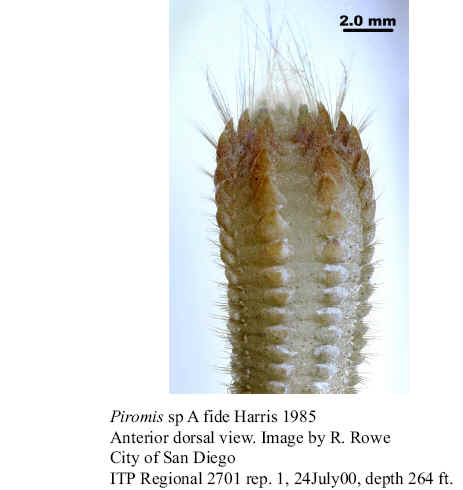 2.0 mm
Piromis sp A fide Harris 1985
Anterior dorsal view. Image by R. Rowe
City of San Diego
ITP Regional 2701 rep. 1, 24July00, depth 264 ft.